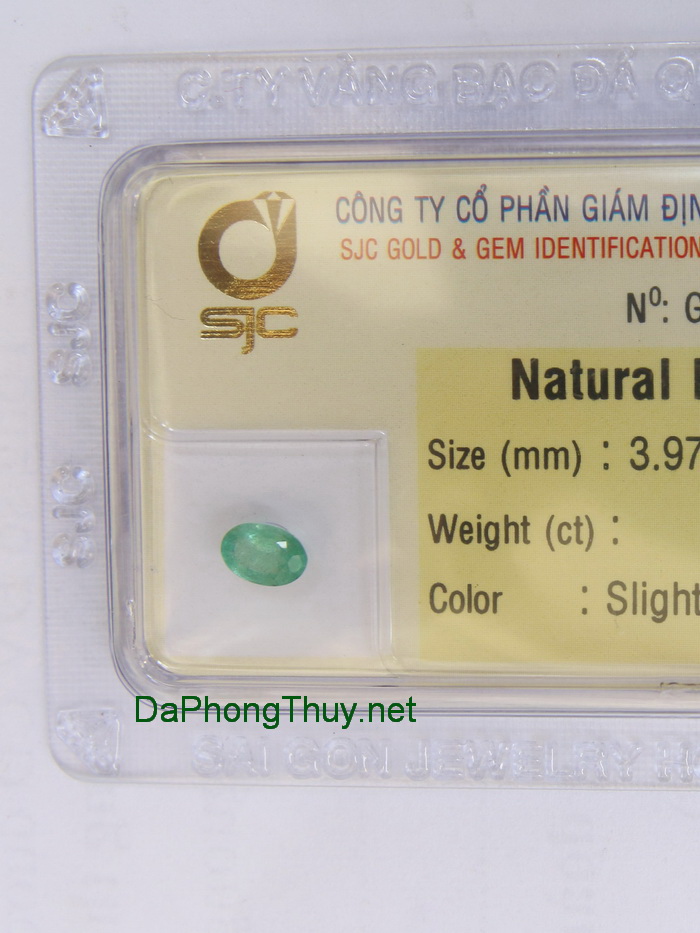 C.TY VÀNG BẠC ĐÁ Q
CÔNG TY CỔ PHẦN GIÁM ĐỊN
SJC GOLD & GEM IDENTIFICATION
SJC
Nº: G
Natural
Size (mm) : 3.97
Weight (ct) :
Color : Slight
SJC
SJC
DaPhongThuy.net
SAI GON JEWELRY H